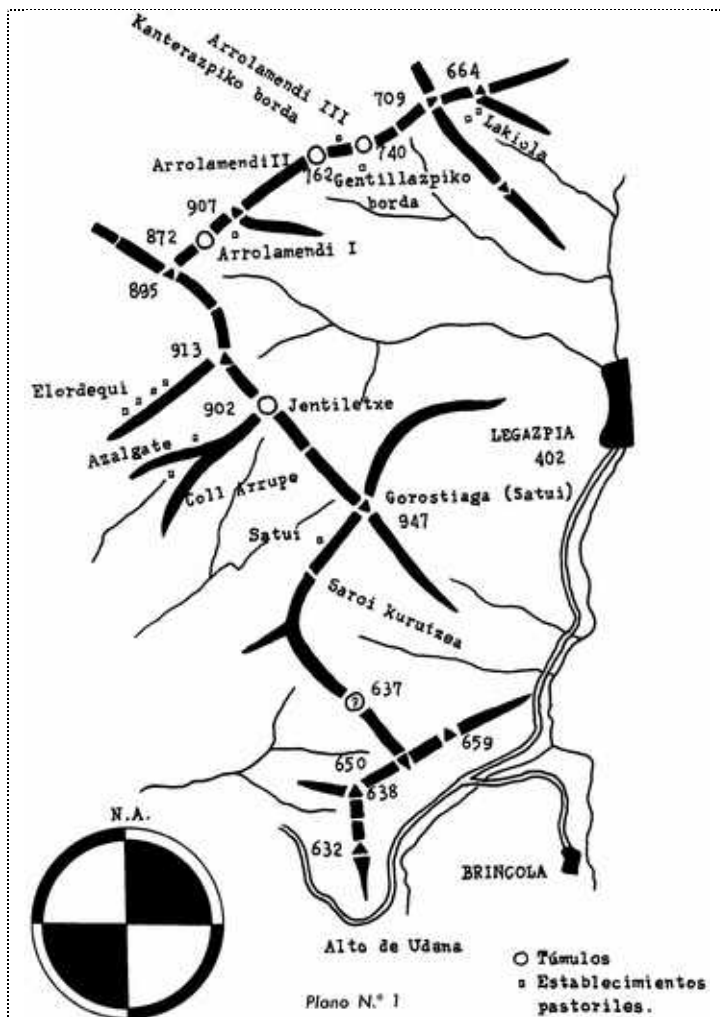 Arrolamendi III
Kanterazpiko borda
664
709
Lakiola
740
Arrolamendi II
762
Gentillazpiko
borda
907
872
Arrolamendi I
895
913
Elordequi
902
Jentiletxe
Azalgate
LEGAZPIA
402
Coll Arrupe
Gorostiaga (Satui)
947
Satui
Saroi kurutzea
637
?
659
650
638
N.A.
632
BRINCOLA
Alto de Udana
Túmulos
Establecimientos
pastoriles.
Plano N.° 1